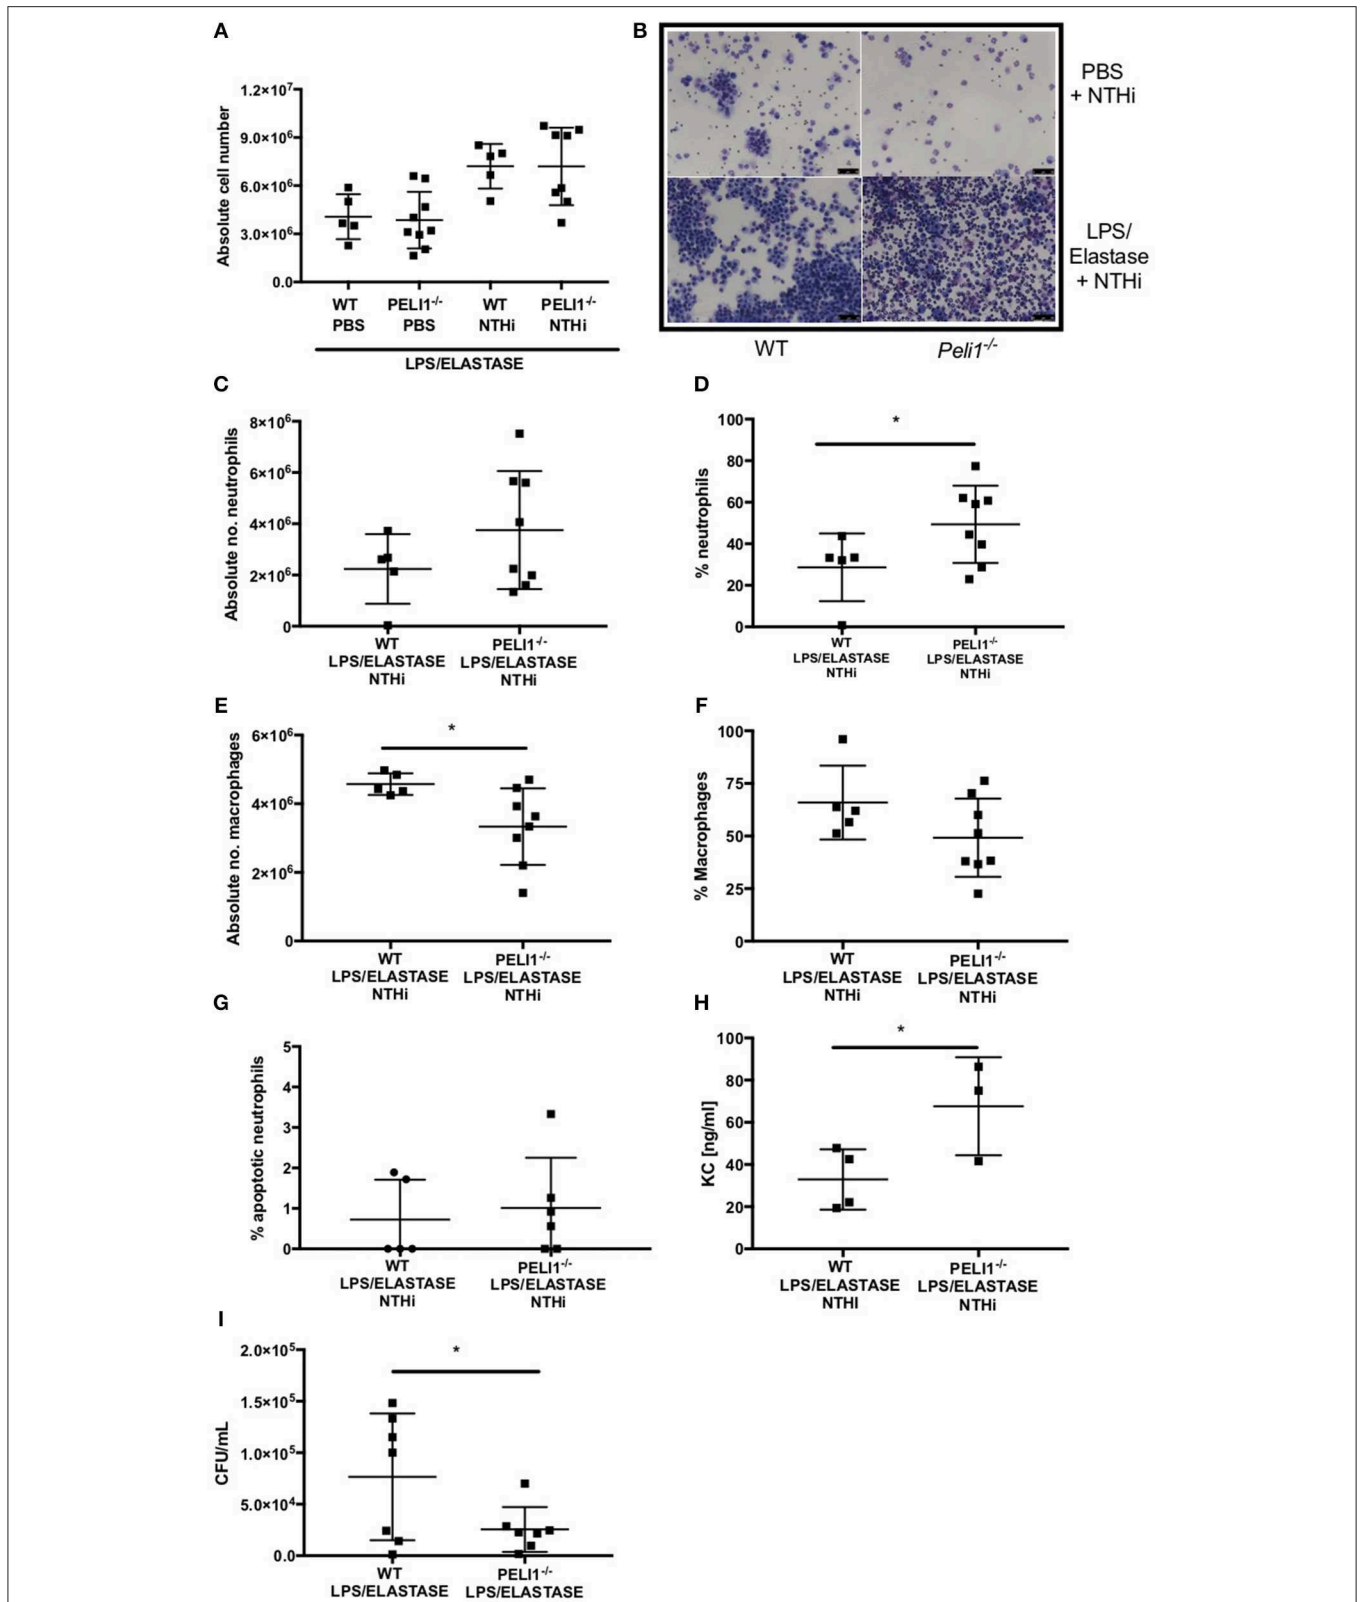 A
Absolute cell number
1.2×10⁷
9.0×10⁶
6.0×10⁶
3.0×10⁶
0.0
WT PELI1-/- WT PELI1-/-
PBS PBS NTHi NTHi
LPS/ELASTASE
B
PBS
+ NTHi
LPS/
Elastase
+ NTHi
WT Peli1-/-
C
Absolute no. neutrophils
8×10⁶
6×10⁶
4×10⁶
2×10⁶
0
WT PELI1-/-
LPS/ELASTASE LPS/ELASTASE
NTHi NTHi
D
% neutrophils
100
80
60
40
20
0
*
WT PELI1-/-
LPS/ELASTASE LPS/ELASTASE
NTHi NTHi
E
Absolute no. macrophages
6×10⁶
4×10⁶
2×10⁶
0
*
WT PELI1-/-
LPS/ELASTASE LPS/ELASTASE
NTHi NTHi
F
% Macrophages
100
75
50
25
0
WT PELI1-/-
LPS/ELASTASE LPS/ELASTASE
NTHi NTHi
G
% apoptotic neutrophils
5
4
3
2
1
0
WT PELI1-/-
LPS/ELASTASE LPS/ELASTASE
NTHi NTHi
H
KC [ng/ml]
100
80
60
40
20
0
*
WT PELI1-/-
LPS/ELASTASE LPS/ELASTASE
NTHI NTHi
I
CFU/mL
2.0×10⁵
1.5×10⁵
1.0×10⁵
5.0×10⁴
0.0
*
WT PELI1-/-
LPS/ELASTASE LPS/ELASTASE